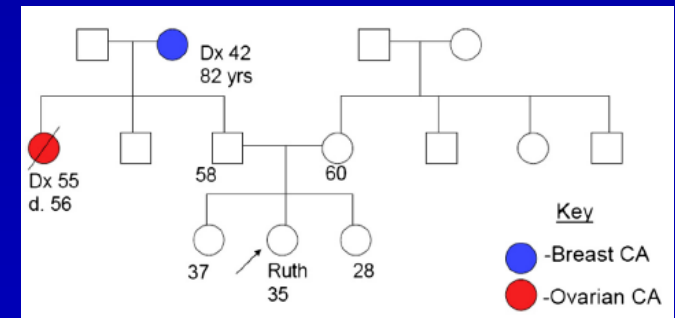 Dx 42
82 yrs
Dx 55
d. 56
58
60
37
Ruth
35
28
Key
-Breast CA
-Ovarian CA